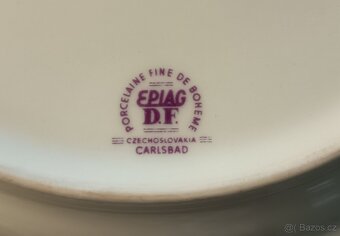 PORCELAINE FINE DE BOHEME
EPIAG
D.F.
CZECHOSLOVAKIA
CARLSBAD
Bazos.cz